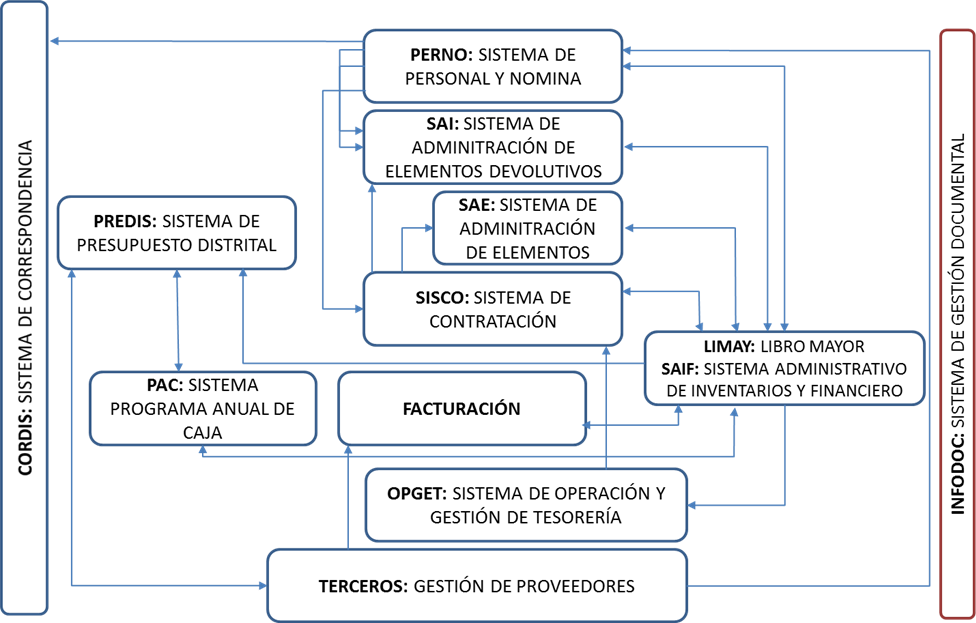 CORDIS: SISTEMA DE CORRESPONDENCIA
PERNO: SISTEMA DE
PERSONAL Y NOMINA
SAI: SISTEMA DE
ADMINITRACIÓN DE
ELEMENTOS DEVOLUTIVOS
PREDIS: SISTEMA DE
PRESUPUESTO DISTRITAL
SAE: SISTEMA DE
ADMINITRACIÓN
DE ELEMENTOS
SISCO: SISTEMA DE
CONTRATACIÓN
LIMAY: LIBRO MAYOR
SAIF: SISTEMA ADMINISTRATIVO
DE INVENTARIOS Y FINANCIERO
PAC: SISTEMA
PROGRAMA ANUAL DE
CAJA
FACTURACIÓN
OPGET: SISTEMA DE OPERACIÓN Y
GESTIÓN DE TESORERÍA
TERCEROS: GESTIÓN DE PROVEEDORES
INFODOC: SISTEMA DE GESTIÓN DOCUMENTAL